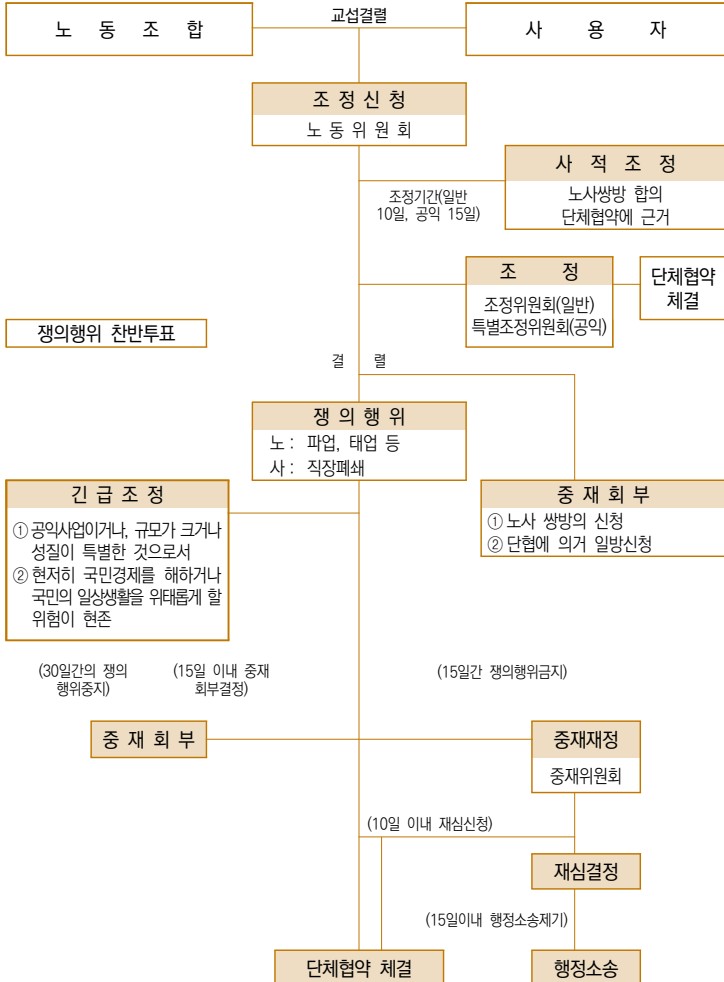 노 동 조 합
교섭결렬
사 용 자
조 정 신 청
노 동 위 원 회
사 적 조 정
노사쌍방 합의
단체협약에 근거
조정기간(일반
10일, 공익 15일)
조 정
조정위원회(일반)
특별조정위원회(공익)
단체협약
체결
쟁의행위 찬반투표
결 렬
쟁 의 행 위
노 : 파업, 태업 등
사 : 직장폐쇄
긴 급 조 정
① 공익사업이거나, 규모가 크거나
성질이 특별한 것으로서
② 현저히 국민경제를 해하거나
국민의 일상생활을 위태롭게 할
위험이 현존
중 재 회 부
① 노사 쌍방의 신청
② 단협에 의거 일방신청
(30일간의 쟁의
행위중지)
(15일 이내 중재
회부결정)
(15일간 쟁의행위금지)
중 재 회 부
중재재정
중재위원회
(10일 이내 재심신청)
재심결정
(15일이내 행정소송제기)
단체협약 체결
행정소송